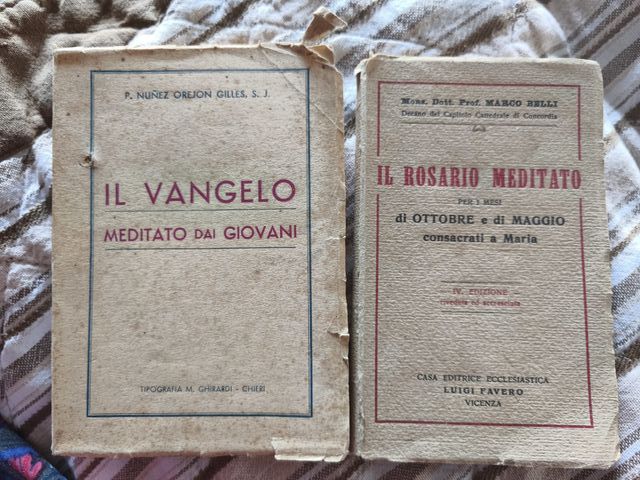 P. NUÑEZ OREJON GILLES, S. J.
IL VANGELO
MEDITATO DAI GIOVANI
TIPOGRAFIA M. GHIRARDI - CHIERI
Mons. Dott. Prof. MARCO BELLI
Decano del Capitolo Cattedrale di Concordia
IL ROSARIO MEDITATO
PER I MESI
di OTTOBRE e di MAGGIO
consacrati a Maria
IV. EDIZIONE
riveduta ed accresciuta
CASA EDITRICE ECCLESIASTICA
LUIGI FAVERO
VICENZA